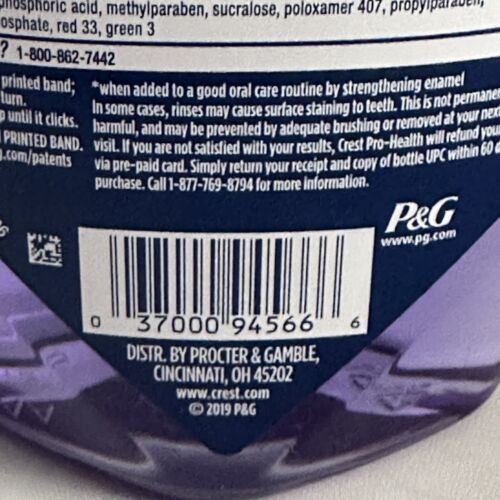 phosphoric acid, methylparaben, sucralose, poloxamer 407, propylparaben,
red 33, green 3
? 1-800-862-7442
printed band;
turn.
until it clicks.
PRINTED BAND.
.com/patents
*when added to a good oral care routine by strengthening enamel
In some cases, rinses may cause surface staining to teeth. This is not permanent
harmful, and may be prevented by adequate brushing or removed at your next
visit. If you are not satisfied with your results, Crest Pro-Health will refund you
via pre-paid card. Simply return your receipt and copy of bottle UPC within 60
purchase. Call 1-877-769-8794 for more information.
P&G
www.pg.com
0 37000 94566 6
DISTR. BY PROCTER & GAMBLE,
CINCINNATI, OH 45202
www.crest.com
© 2019 P&G